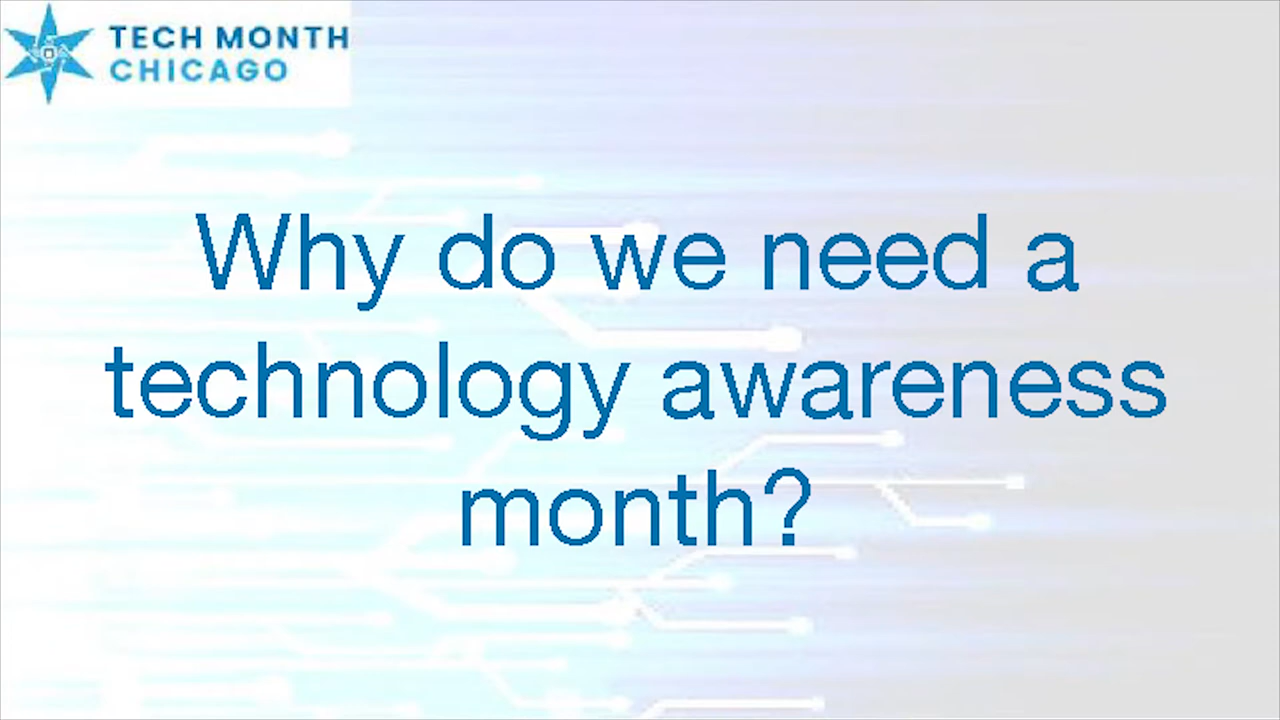 TECH MONTH
CHICAGO
Why do we need a
technology awareness
month?